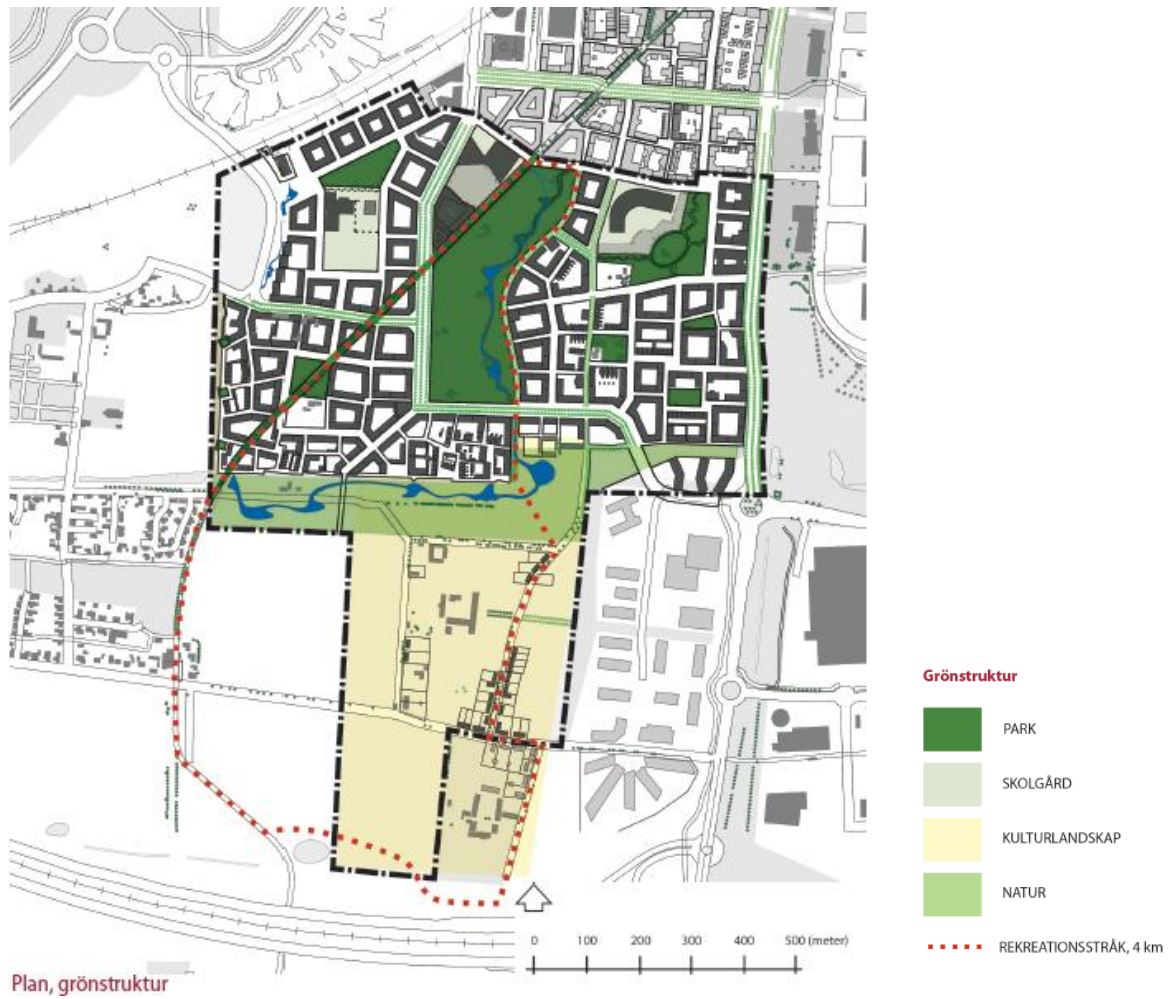 Grönstruktur
PARK
SKOLGÅRD
KULTURLANDSKAP
NATUR
REKREATIONSSTRÅK, 4 km
0 100 200 300 400 500 (meter)
Plan, grönstruktur